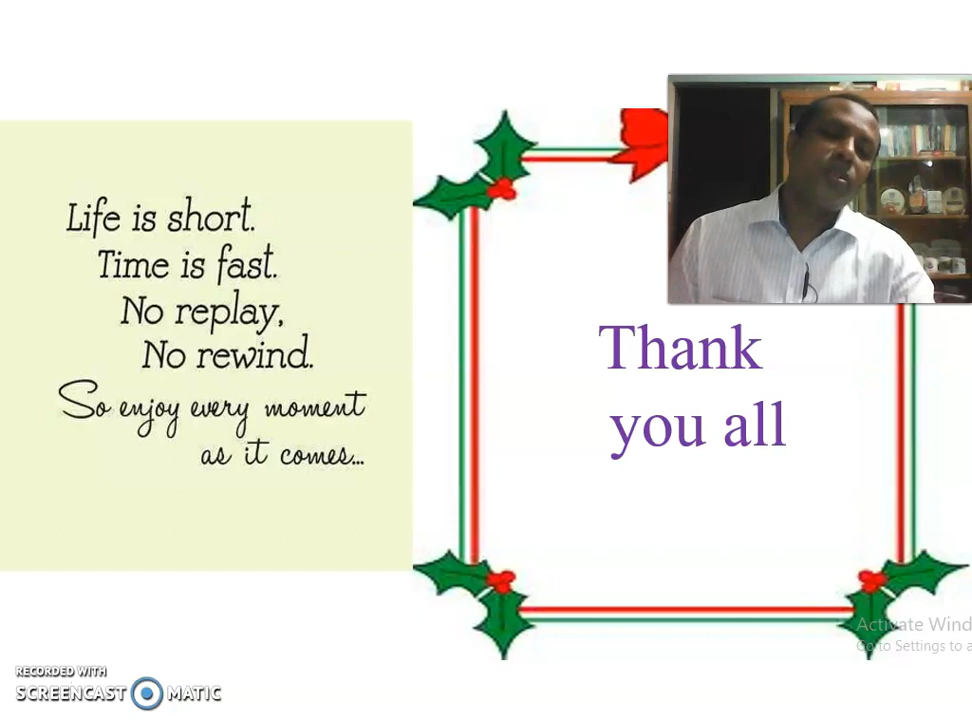 Life is short.
Time is fast.
No replay,
No rewind.
So enjoy every moment
as it comes...
Thank
you all
Activate Wind
Go to Settings to a
RECORDED WITH
SCREENCAST MATIC